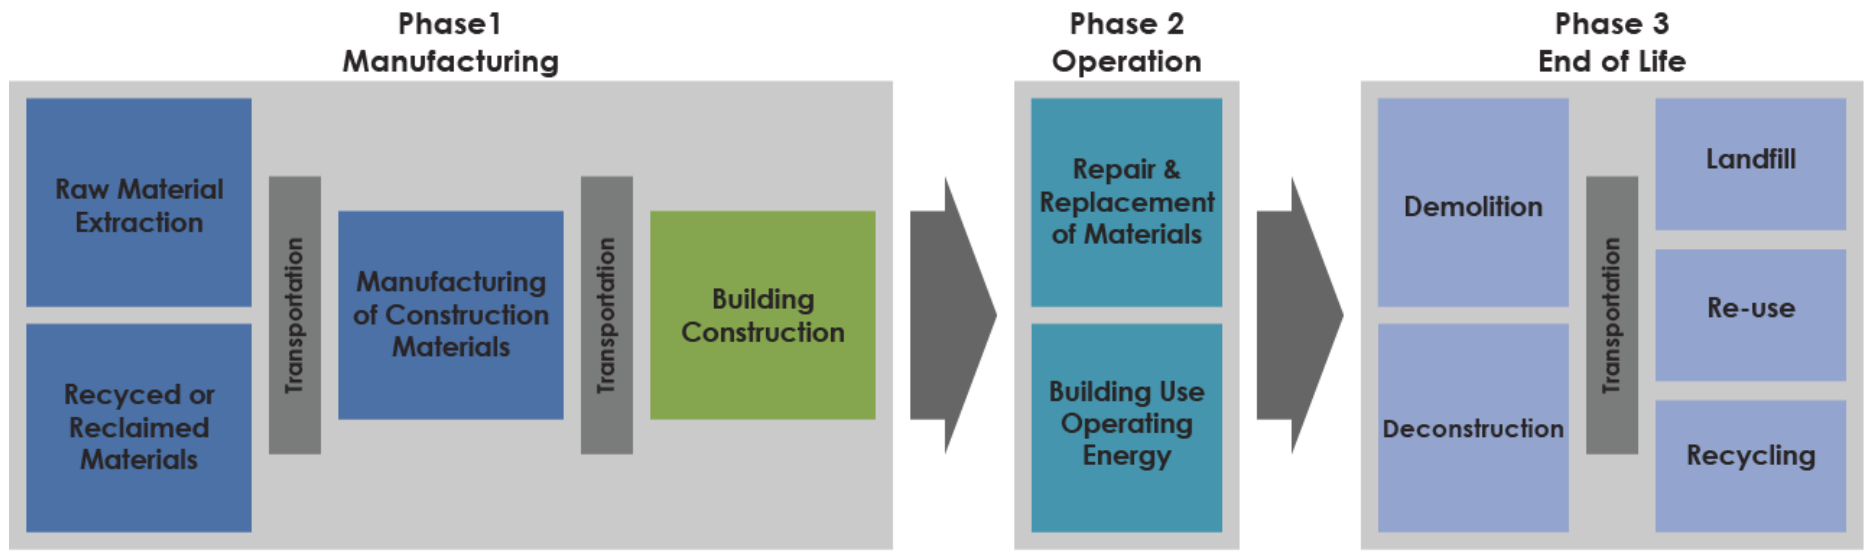 Phase1
Manufacturing
Raw Material
Extraction
Recyced or
Reclaimed
Materials
Transportation
Manufacturing
of Construction
Materials
Transportation
Building
Construction
Phase 2
Operation
Repair &
Replacement
of Materials
Building Use
Operating
Energy
Phase 3
End of Life
Demolition
Deconstruction
Transportation
Landfill
Re-use
Recycling